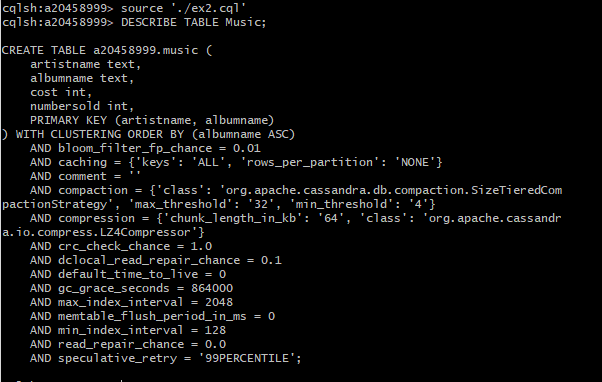 cqlsh:a20458999> source './ex2.cql'
cqlsh:a20458999> DESCRIBE TABLE Music;
CREATE TABLE a20458999.music (
    artistname text,
    albumname text,
    cost int,
    numbersold int,
    PRIMARY KEY (artistname, albumname)
) WITH CLUSTERING ORDER BY (albumname ASC)
    AND bloom_filter_fp_chance = 0.01
    AND caching = {'keys': 'ALL', 'rows_per_partition': 'NONE'}
    AND comment = ''
    AND compaction = {'class': 'org.apache.cassandra.db.compaction.SizeTieredCom
pactionStrategy', 'max_threshold': '32', 'min_threshold': '4'}
    AND compression = {'chunk_length_in_kb': '64', 'class': 'org.apache.cassandr
a.io.compress.LZ4Compressor'}
    AND crc_check_chance = 1.0
    AND dclocal_read_repair_chance = 0.1
    AND default_time_to_live = 0
    AND gc_grace_seconds = 864000
    AND max_index_interval = 2048
    AND memtable_flush_period_in_ms = 0
    AND min_index_interval = 128
    AND read_repair_chance = 0.0
    AND speculative_retry = '99PERCENTILE';